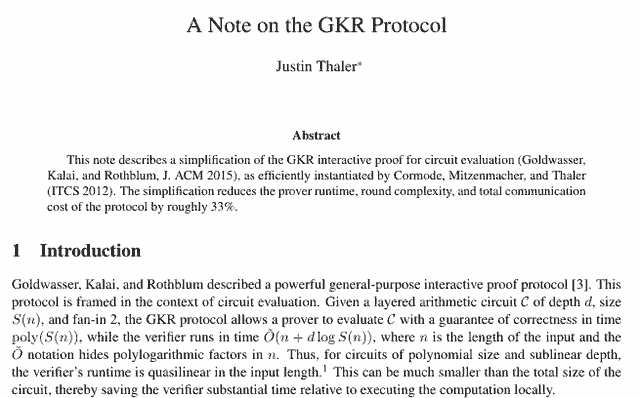 A Note on the GKR Protocol
Justin Thaler*
Abstract
This note describes a simplification of the GKR interactive proof for circuit evaluation (Goldwasser,
Kalai, and Rothblum, J. ACM 2015), as efficiently instantiated by Cormode, Mitzenmacher, and Thaler
(ITCS 2012). The simplification reduces the prover runtime, round complexity, and total communication
cost of the protocol by roughly 33%.
1 Introduction
Goldwasser, Kalai, and Rothblum described a powerful general-purpose interactive proof protocol [3]. This
protocol is framed in the context of circuit evaluation. Given a layered arithmetic circuit C of depth d, size
S(n), and fan-in 2, the GKR protocol allows a prover to evaluate C with a guarantee of correctness in time
poly(S(n)), while the verifier runs in time Õ(n + d log S(n)), where n is the length of the input and the
Õ notation hides polylogarithmic factors in n. Thus, for circuits of polynomial size and sublinear depth,
the verifier's runtime is quasilinear in the input length.¹ This can be much smaller than the total size of the
circuit, thereby saving the verifier substantial time relative to executing the computation locally.